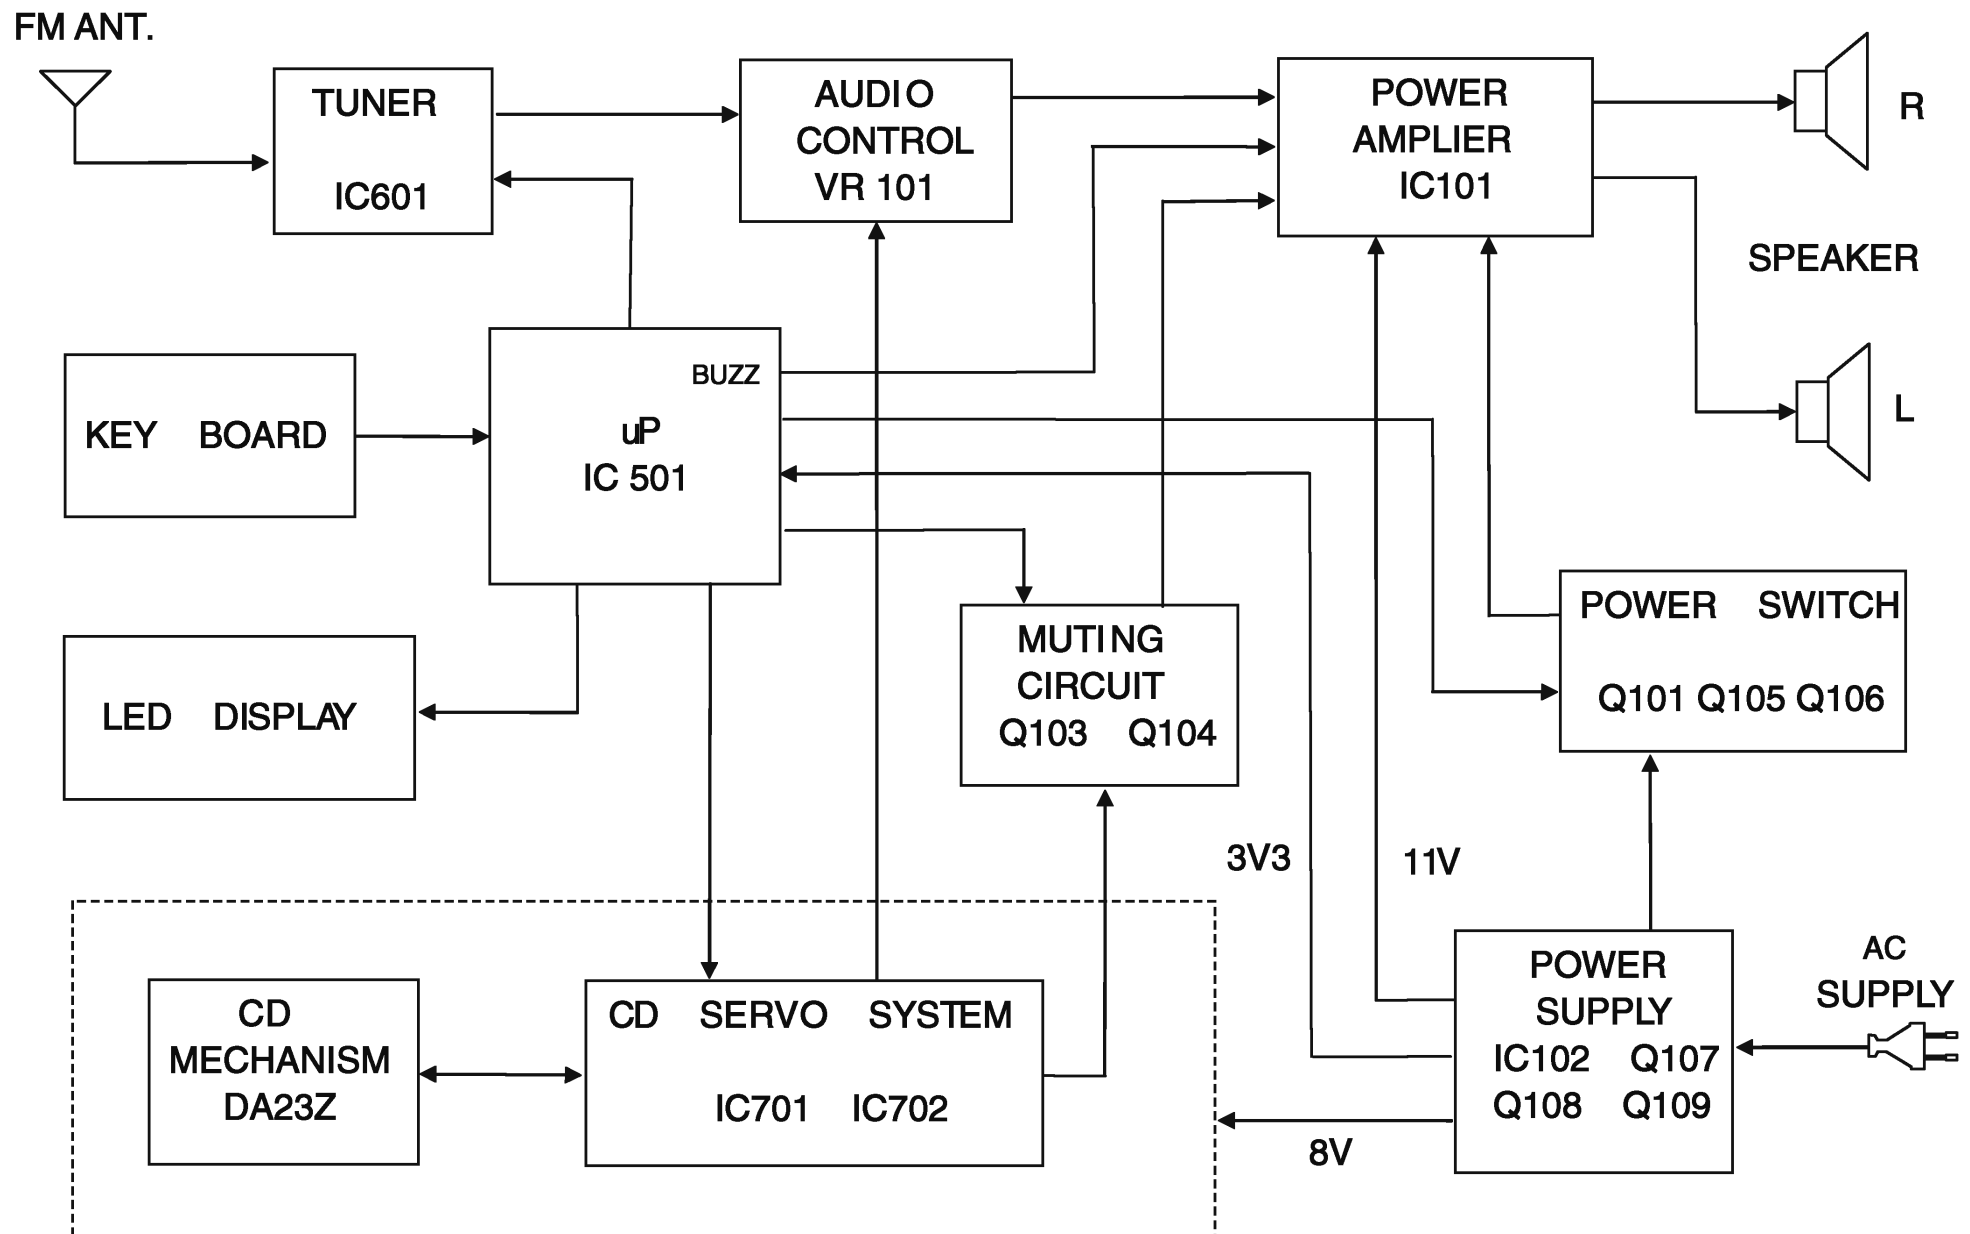 FM ANT.
TUNER
IC601
AUDIO
CONTROL
VR 101
POWER
AMPLIER
IC101
R
SPEAKER
L
KEY BOARD
BUZZ
uP
IC 501
LED DISPLAY
MUTING
CIRCUIT
Q103 Q104
POWER SWITCH
Q101 Q105 Q106
3V3
11V
CD
MECHANISM
DA23Z
CD SERVO SYSTEM
IC701 IC702
POWER
SUPPLY
IC102 Q107
Q108 Q109
AC
SUPPLY
8V